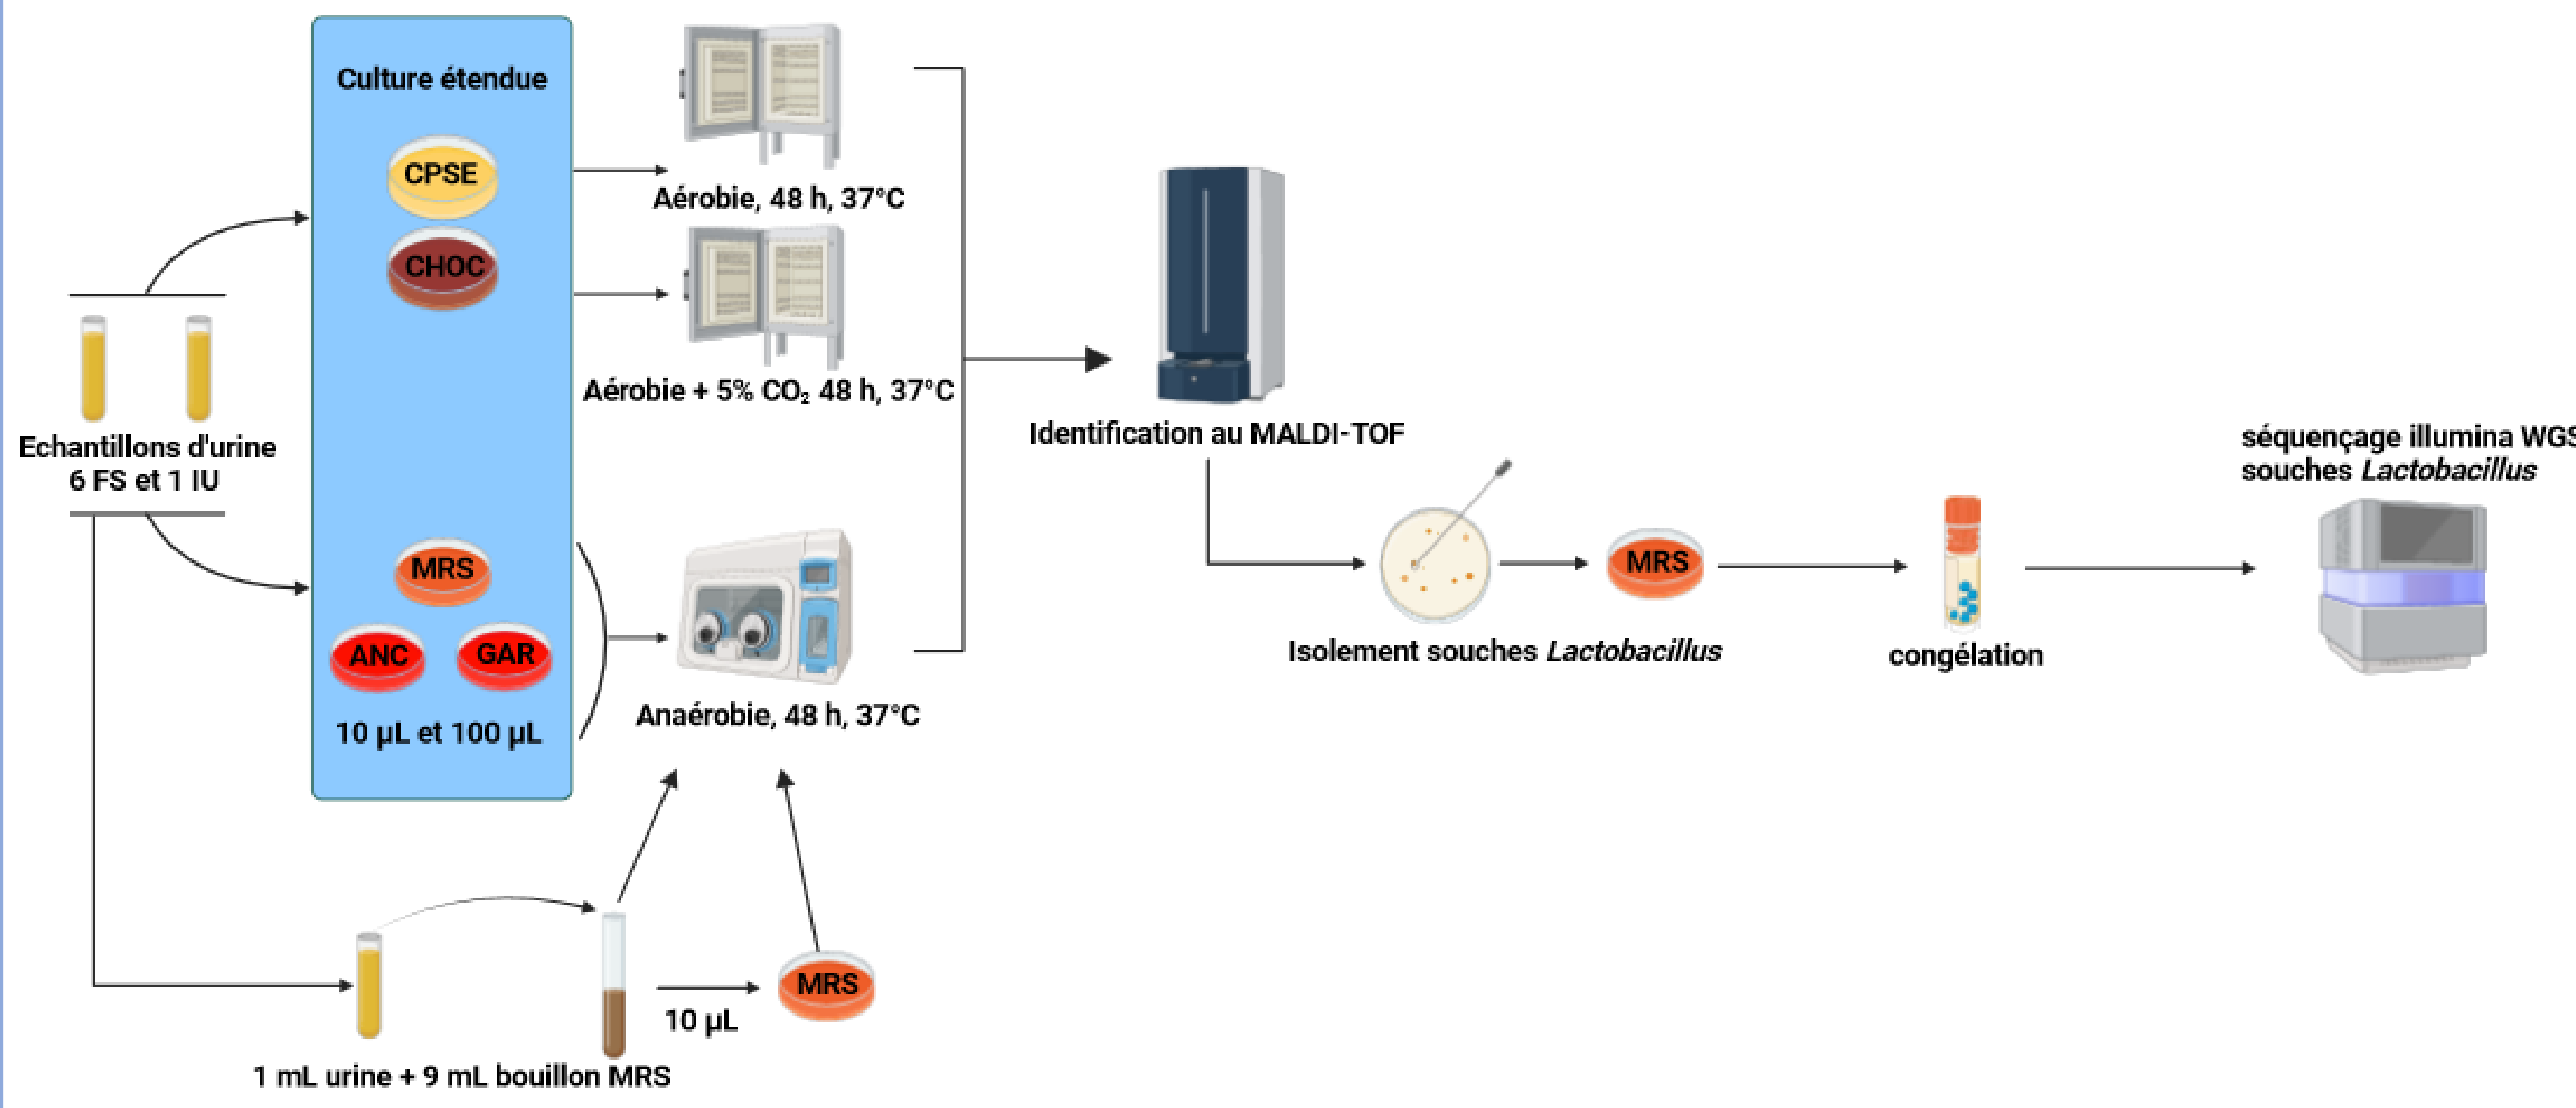 Culture étendue
CPSE
CHOC
Aérobie, 48 h, 37°C
Aérobie + 5% CO₂ 48 h, 37°C
Echantillons d'urine
6 FS et 1 IU
MRS
ANC
GAR
10 µL et 100 µL
Anaérobie, 48 h, 37°C
10 µL
MRS
1 mL urine + 9 mL bouillon MRS
Identification au MALDI-TOF
MRS
Isolement souches Lactobacillus
congélation
séquençage illumina WGS
souches Lactobacillus